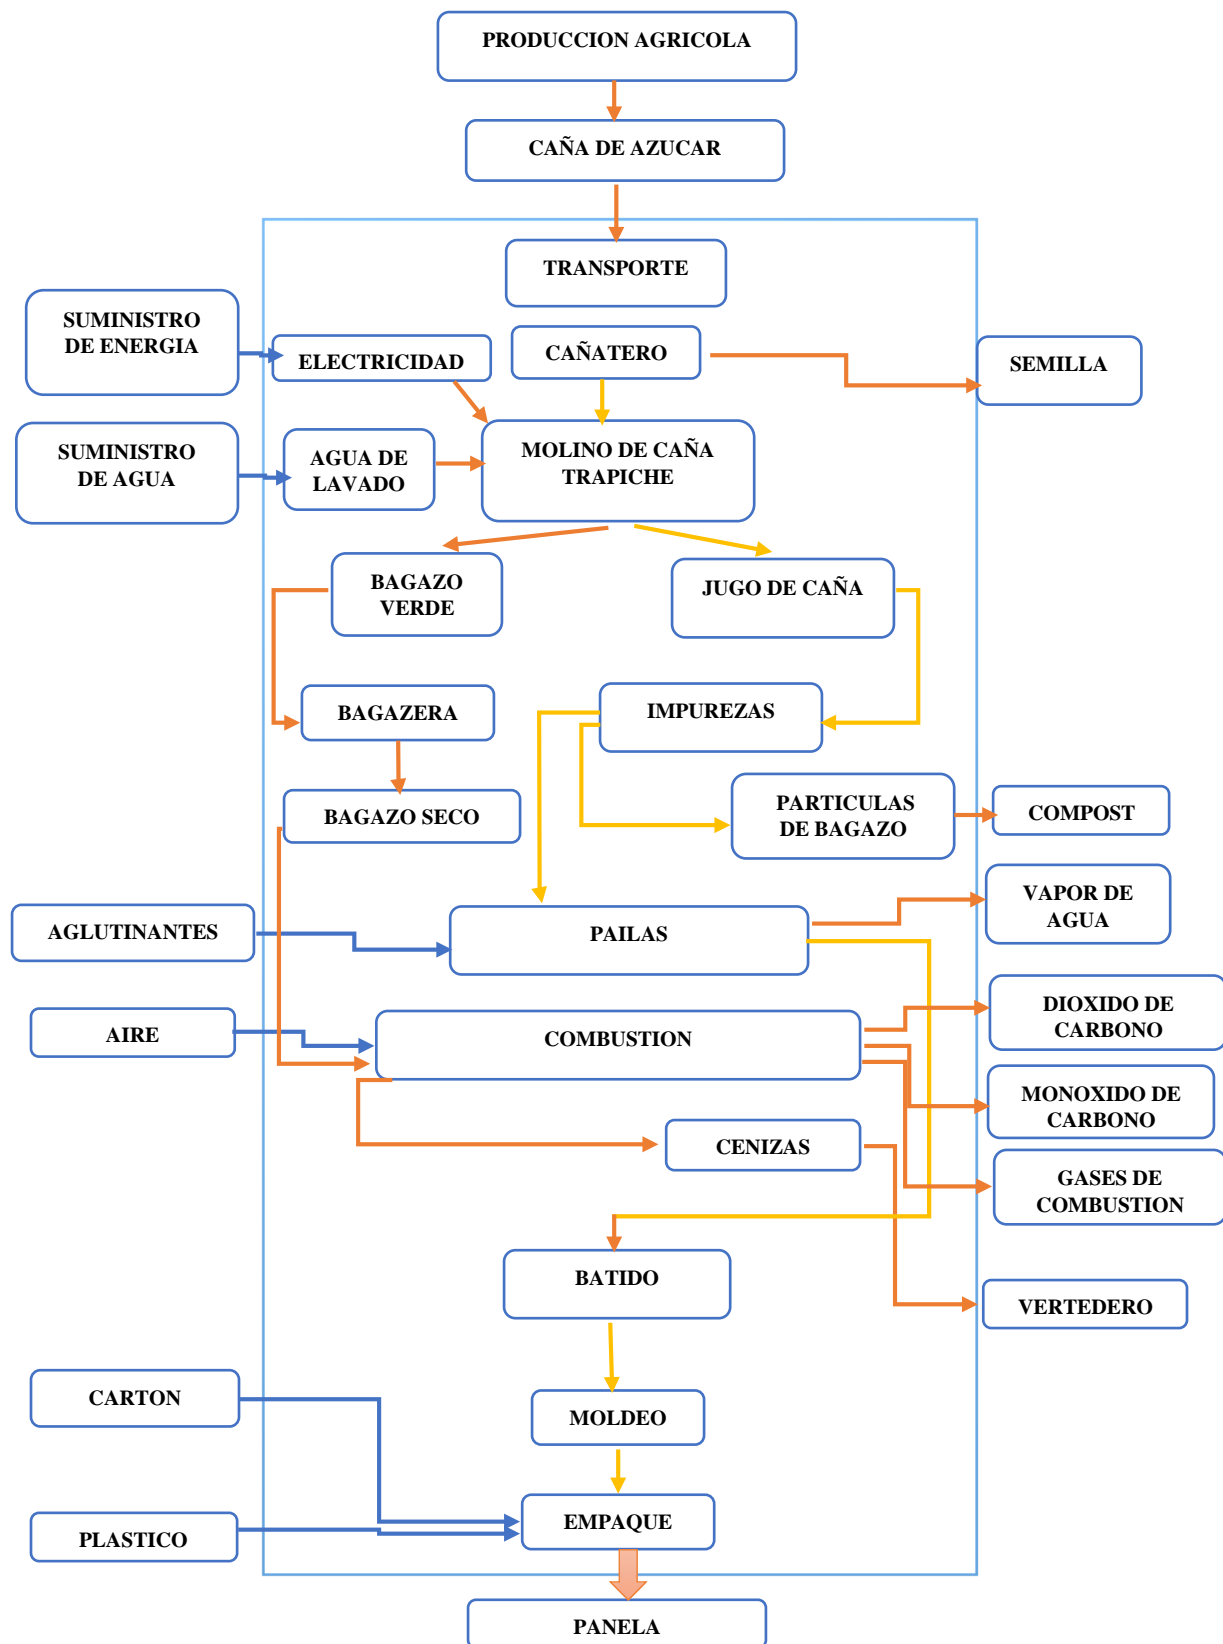 PRODUCCION AGRICOLA
CAÑA DE AZUCAR
TRANSPORTE
SUMINISTRO
DE ENERGIA
ELECTRICIDAD
CAÑATERO
SEMILLA
SUMINISTRO
DE AGUA
AGUA DE
LAVADO
MOLINO DE CAÑA
TRAPICHE
BAGAZO
VERDE
JUGO DE CAÑA
BAGAZERA
IMPUREZAS
BAGAZO SECO
PARTICULAS
DE BAGAZO
COMPOST
AGLUTINANTES
PAILAS
VAPOR DE
AGUA
AIRE
COMBUSTION
DIOXIDO DE
CARBONO
MONOXIDO DE
CARBONO
CENIZAS
GASES DE
COMBUSTION
BATIDO
VERTEDERO
CARTON
MOLDEO
PLASTICO
EMPAQUE
PANELA